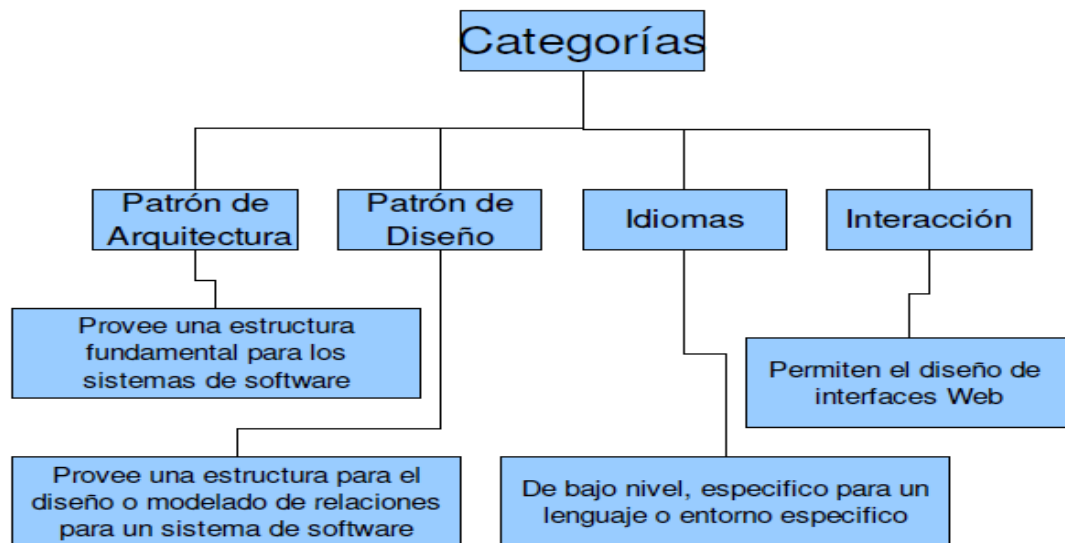 Categorías
Patrón de
Arquitectura
Patrón de
Diseño
Idiomas
Interacción
Provee una estructura
fundamental para los
sistemas de software
Permiten el diseño de
interfaces Web
Provee una estructura para el
diseño o modelado de relaciones
para un sistema de software
De bajo nivel, especifico para un
lenguaje o entorno especifico